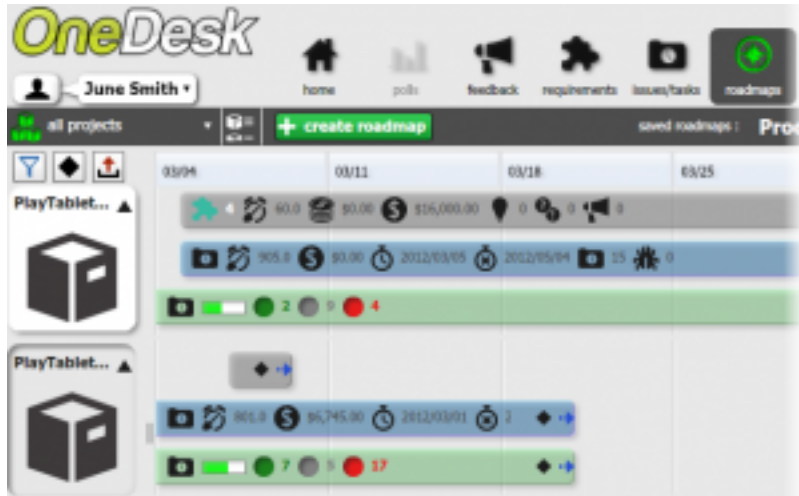 OneDesk
June Smith
home polls feedback requirements issues/tasks roadmaps
all projects + create roadmap saved roadmaps : Pro
03/04 03/11 03/18 03/25
PlayTablet...
4 60.0 $0.00 $16,000.00 0 0 0
905.0 $0.00 2012/03/05 2012/05/04 15 0
2 9 4
PlayTablet...
801.0 $6,745.00 2012/03/01 2
7 5 17